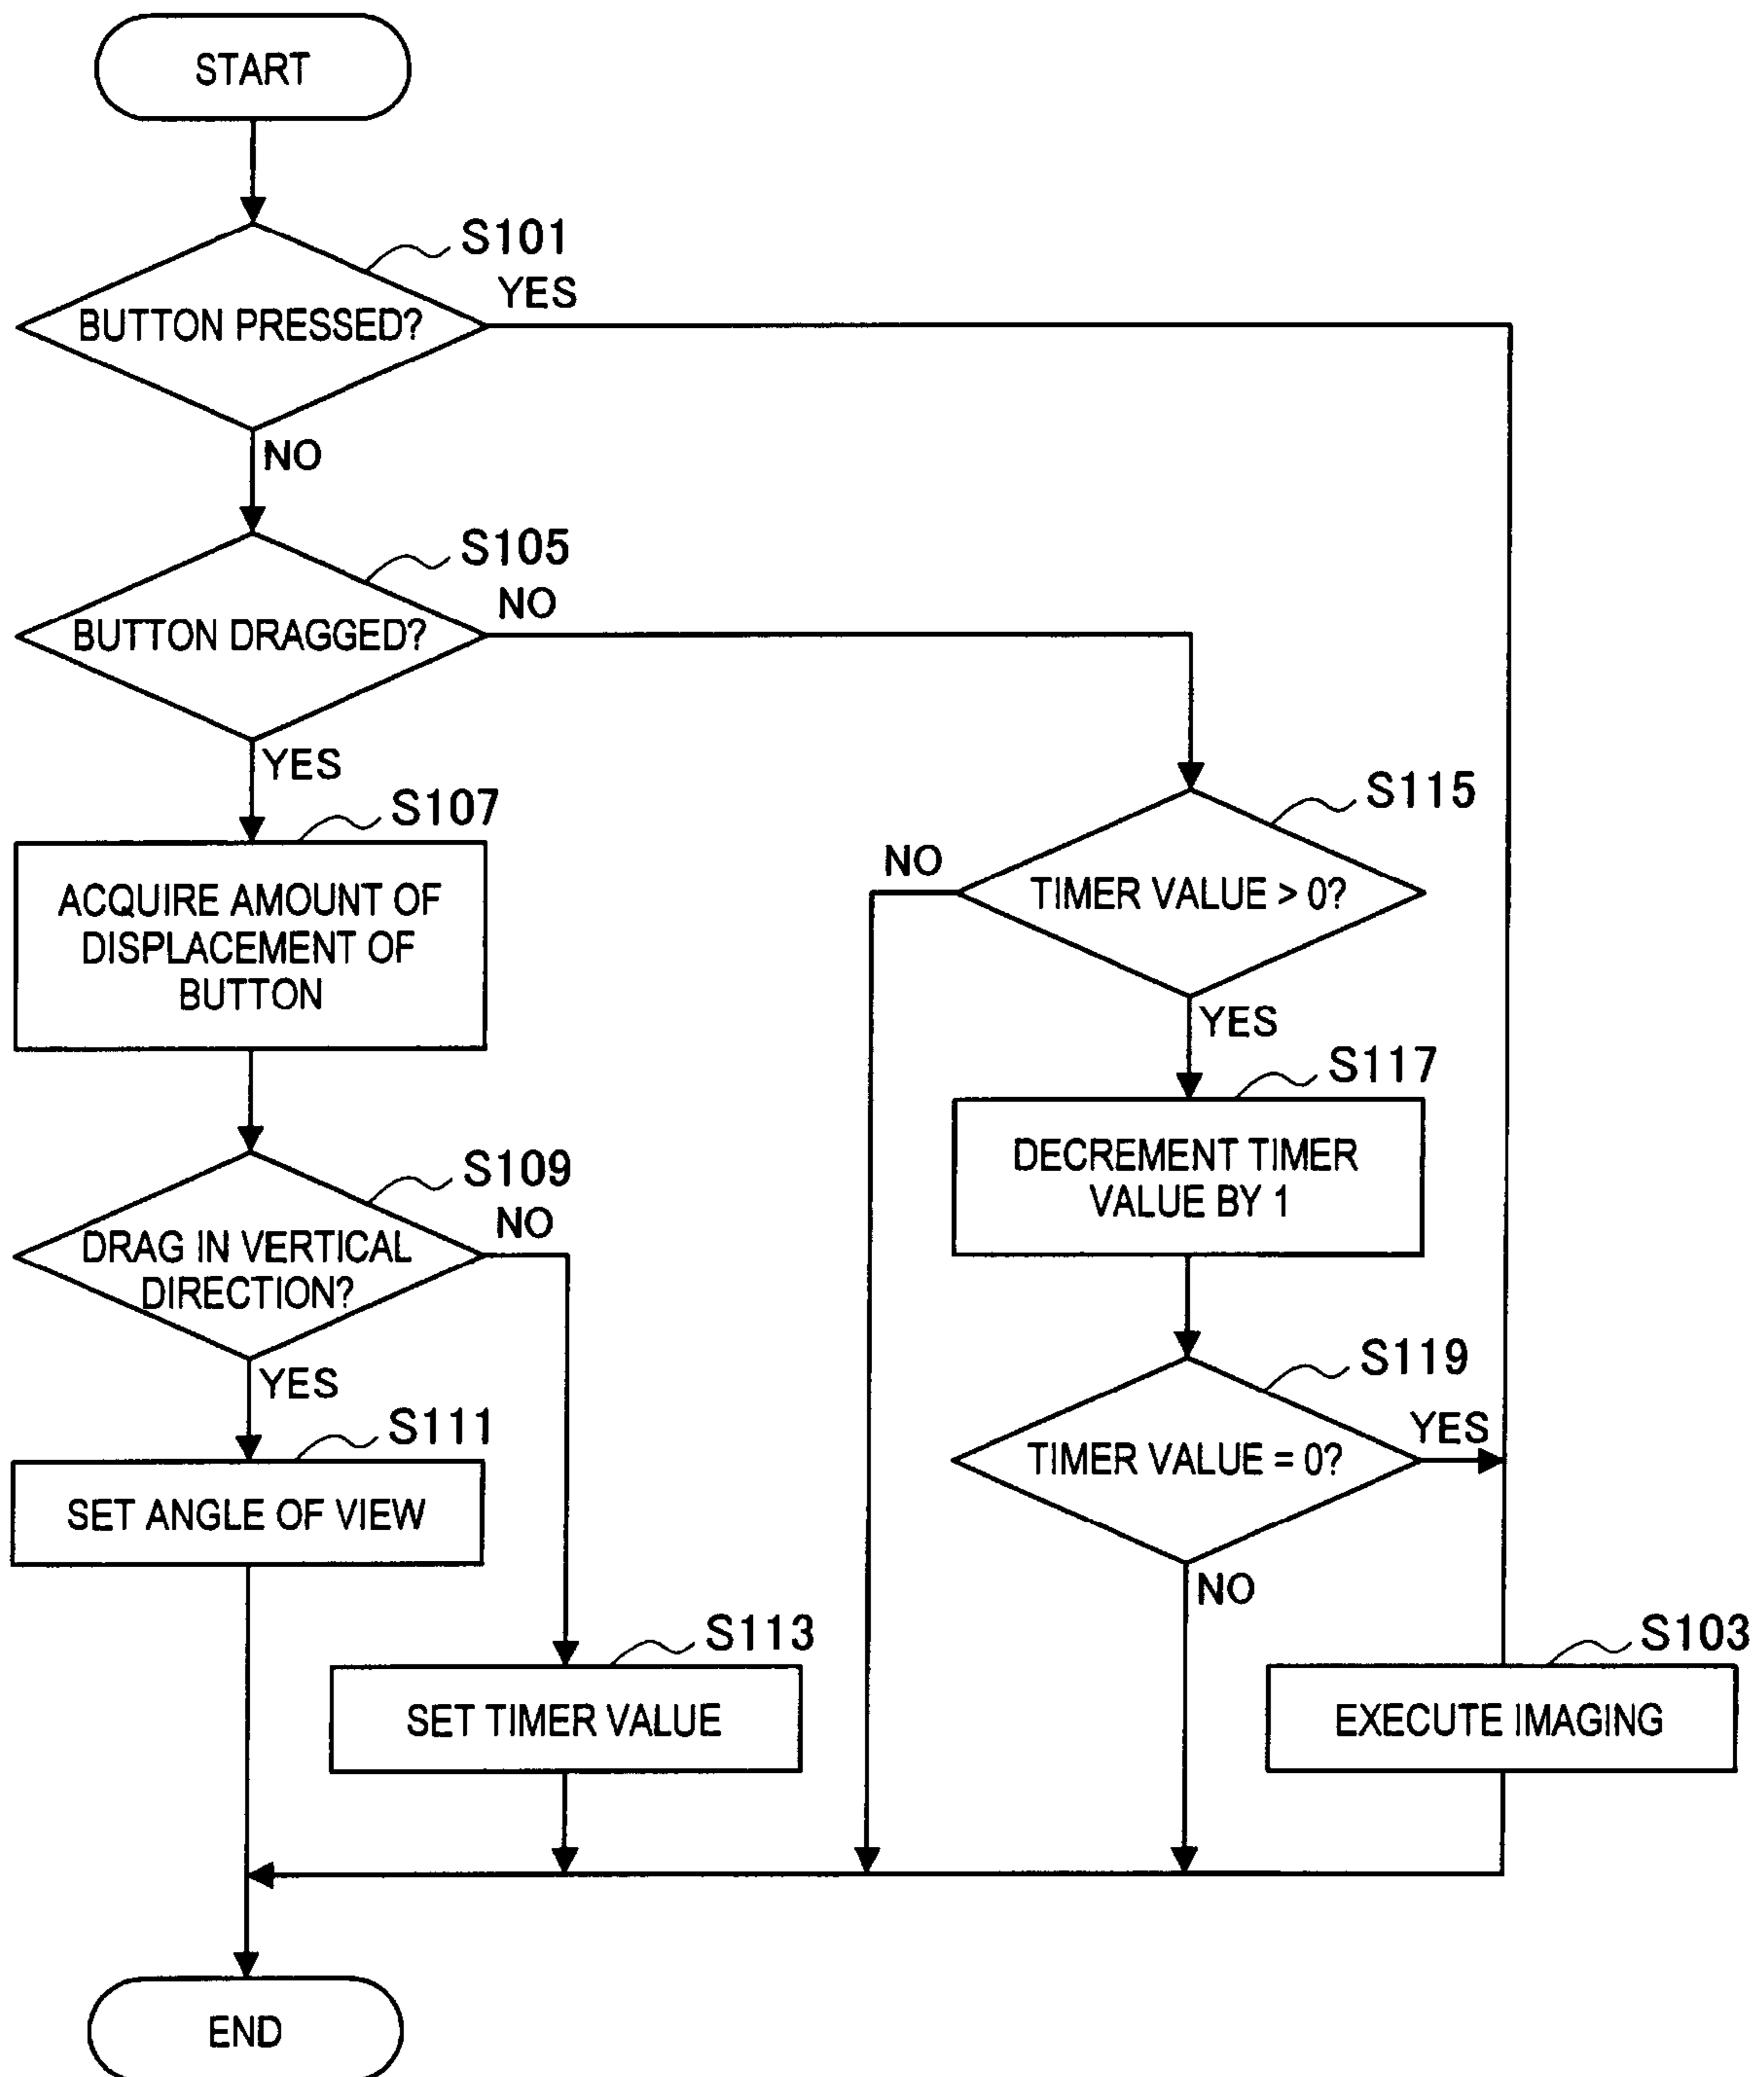 START
S101
YES
BUTTON PRESSED?
NO
S105
NO
BUTTON DRAGGED?
YES
S107
ACQUIRE AMOUNT OF
DISPLACEMENT OF
BUTTON
S115
NO
TIMER VALUE > 0?
YES
S117
DECREMENT TIMER
VALUE BY 1
S109
NO
DRAG IN VERTICAL
DIRECTION?
YES
S119
YES
TIMER VALUE = 0?
NO
S111
SET ANGLE OF VIEW
S113
SET TIMER VALUE
S103
EXECUTE IMAGING
END